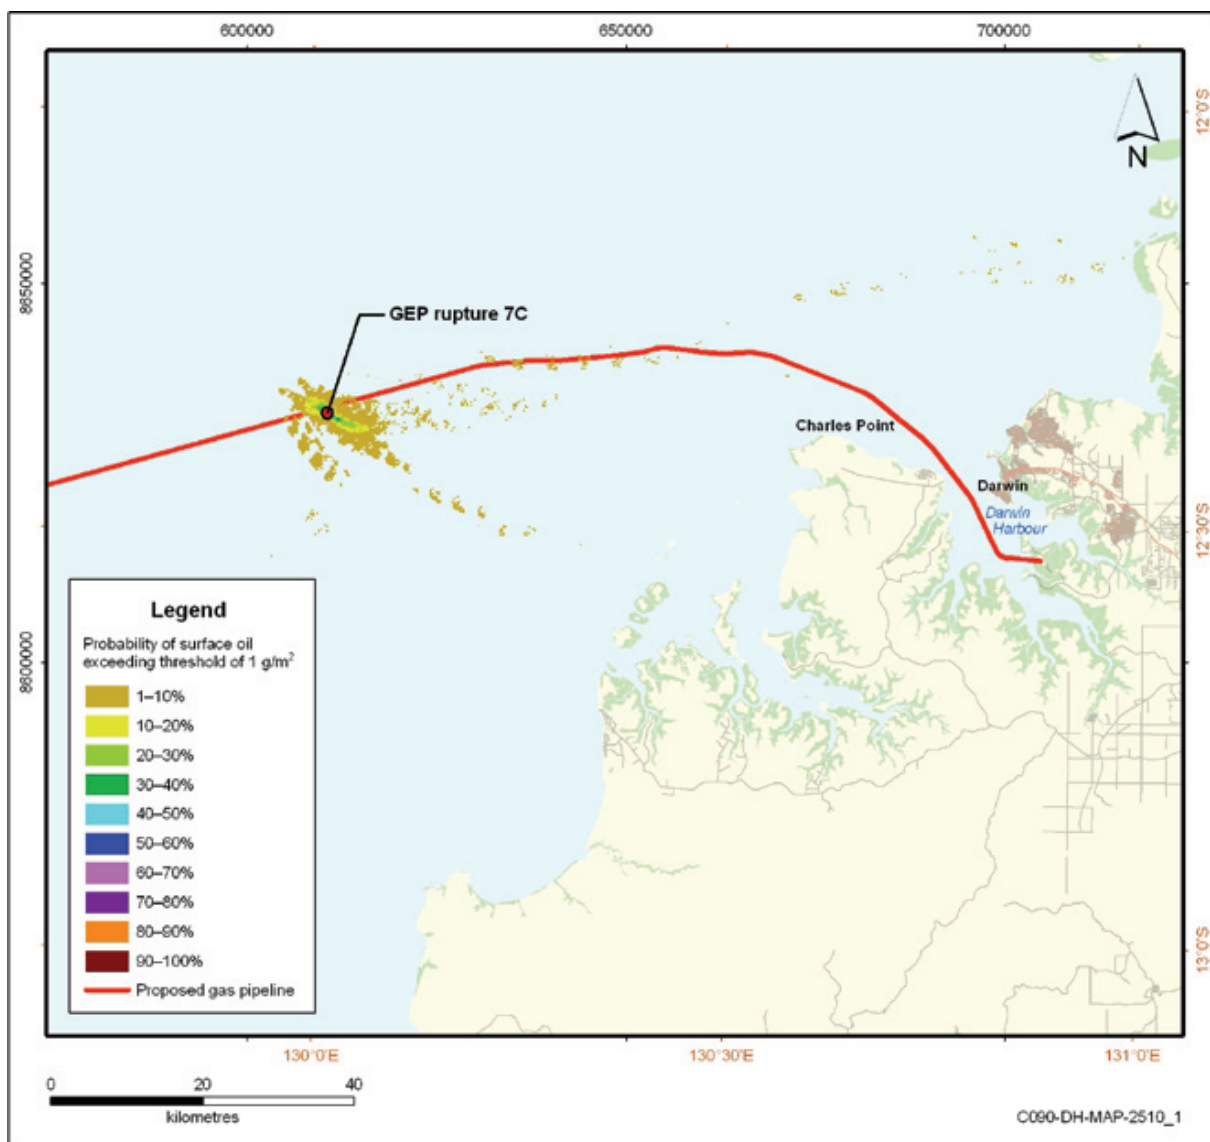 600000
650000
700000
12°0'S
N
8650000
GEP rupture 7C
Charles Point
Darwin
Darwin
Harbour
12°30'S
8600000
Legend
Probability of surface oil
exceeding threshold of 1 g/m²
1–10%
10–20%
20–30%
30–40%
40–50%
50–60%
60–70%
70–80%
80–90%
90–100%
Proposed gas pipeline
13°0'S
130°0'E
130°30'E
131°0'E
0
20
40
kilometres
C090-DH-MAP-2510_1